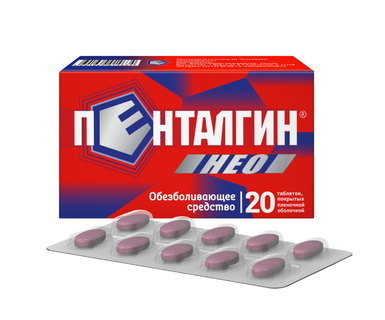 ПЕНТАЛГИН®
НЕО
Обезболивающее
средство
20
таблеток,
покрытых
пленочной
оболочкой